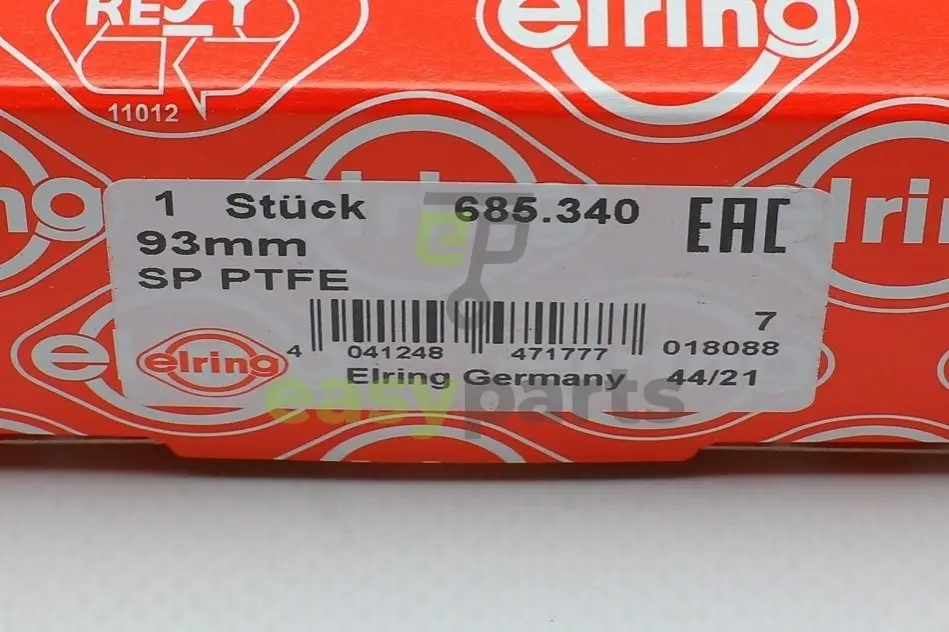 RESY
11012
elring
1 Stück 685.340 EAC
93mm
SP PTFE
ep
7
4 041248 471777 018088
elring
Elring Germany 44/21
easyparts